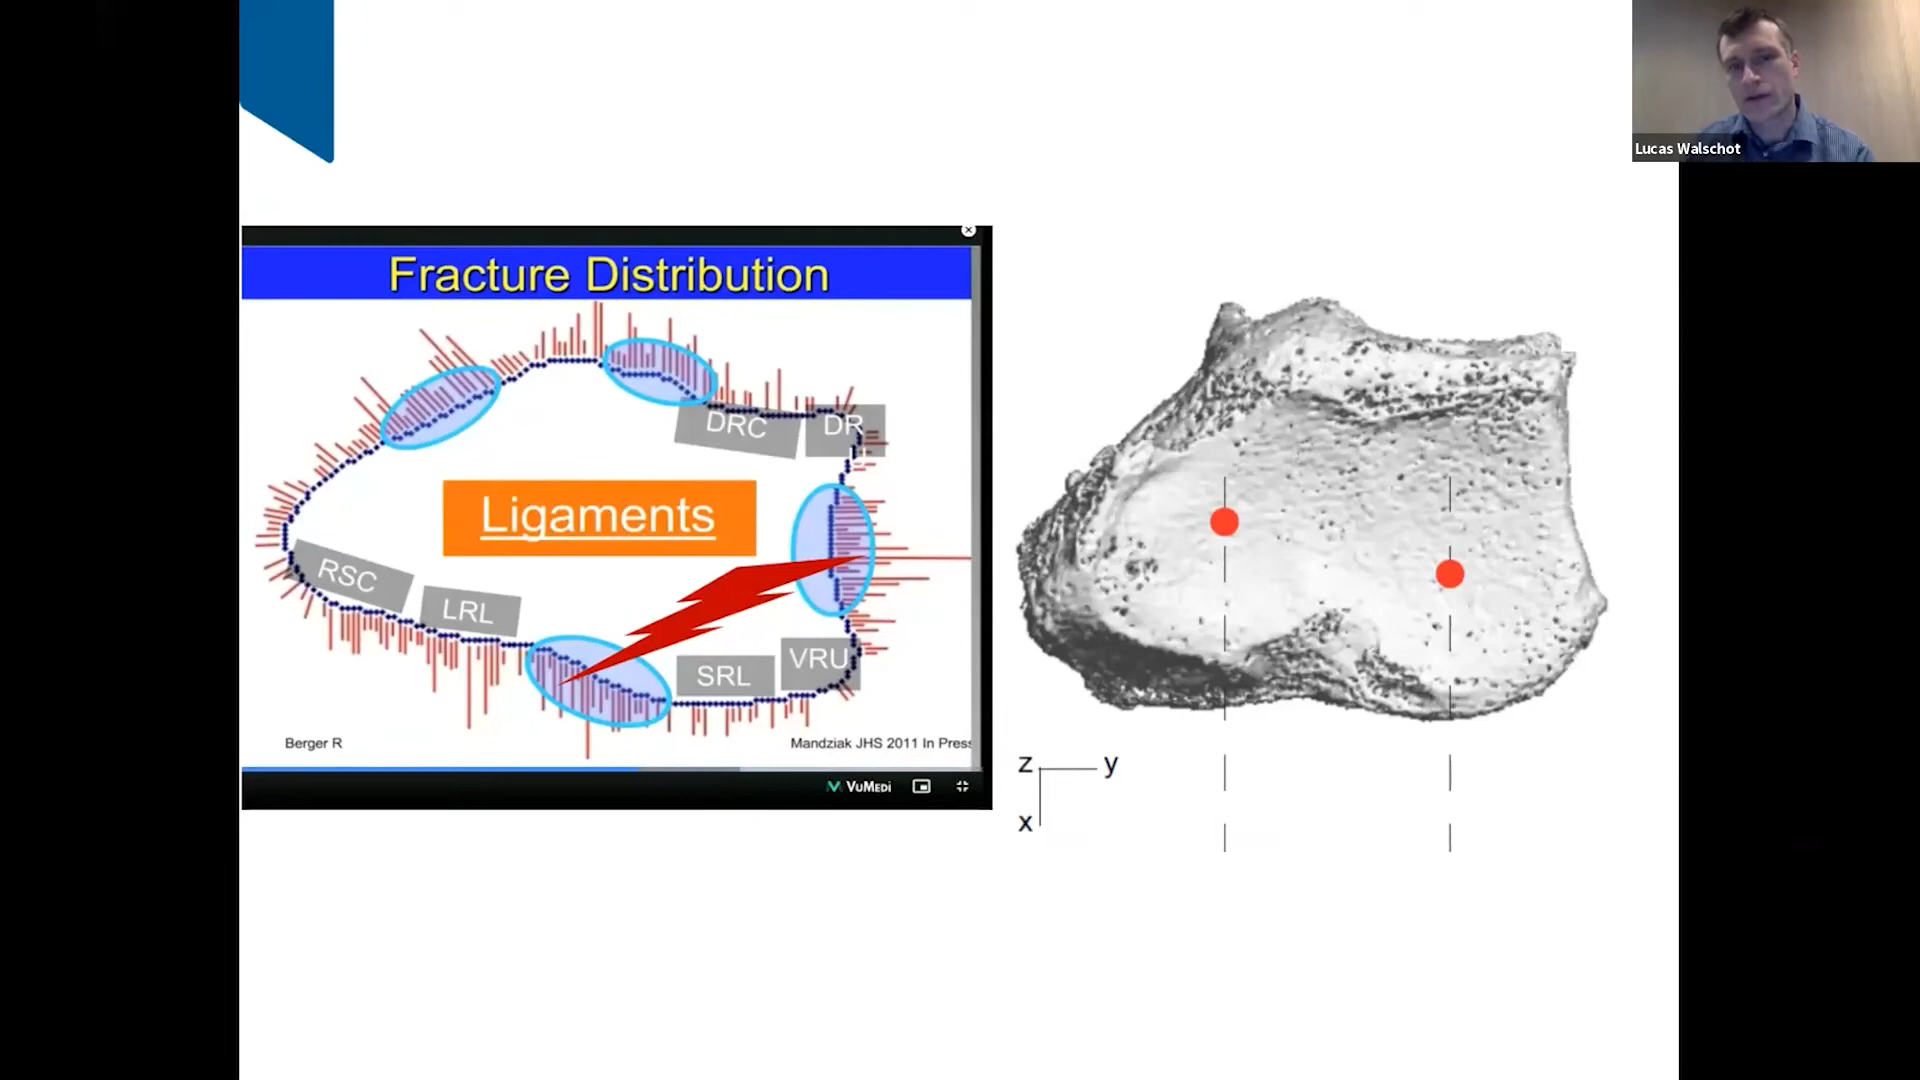 Lucas Walschot
Fracture Distribution
DRC
DR
Ligaments
RSC
LRL
SRL
VRU
Berger R
Mandziak JHS 2011 In Press
VUMEDI
z
y
x